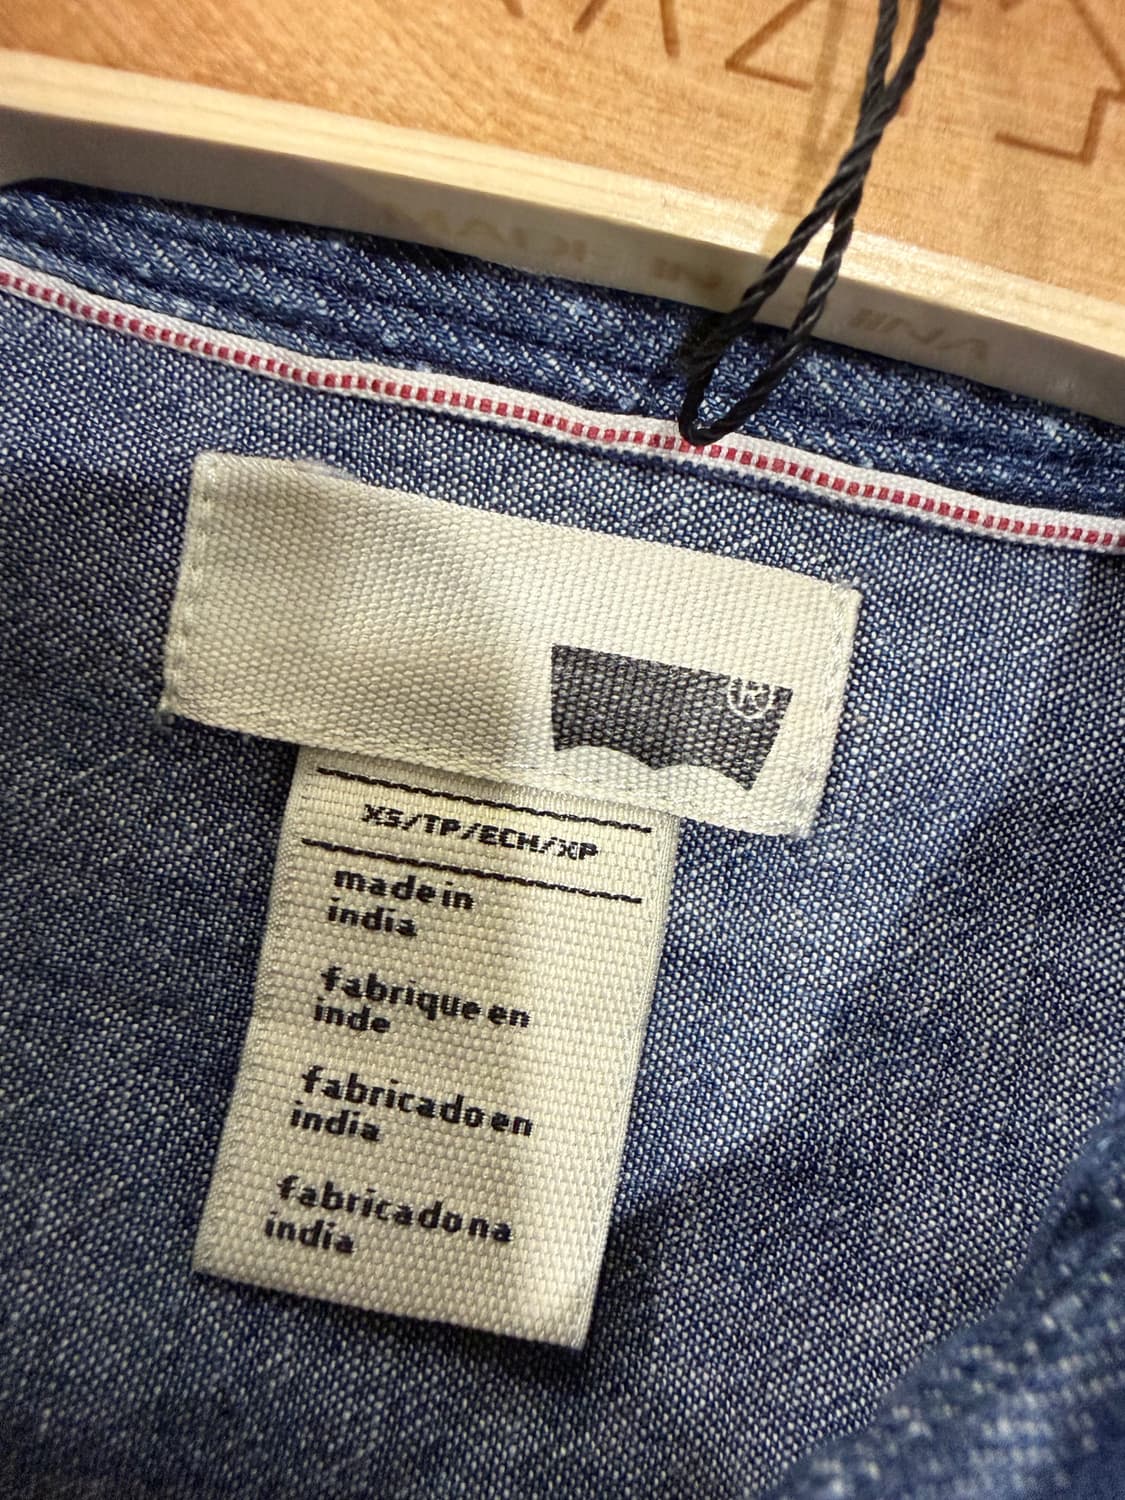 ®
XS/TP/ECH/XP
made in
india
fabrique en
inde
fabricado en
india
fabricado na
india